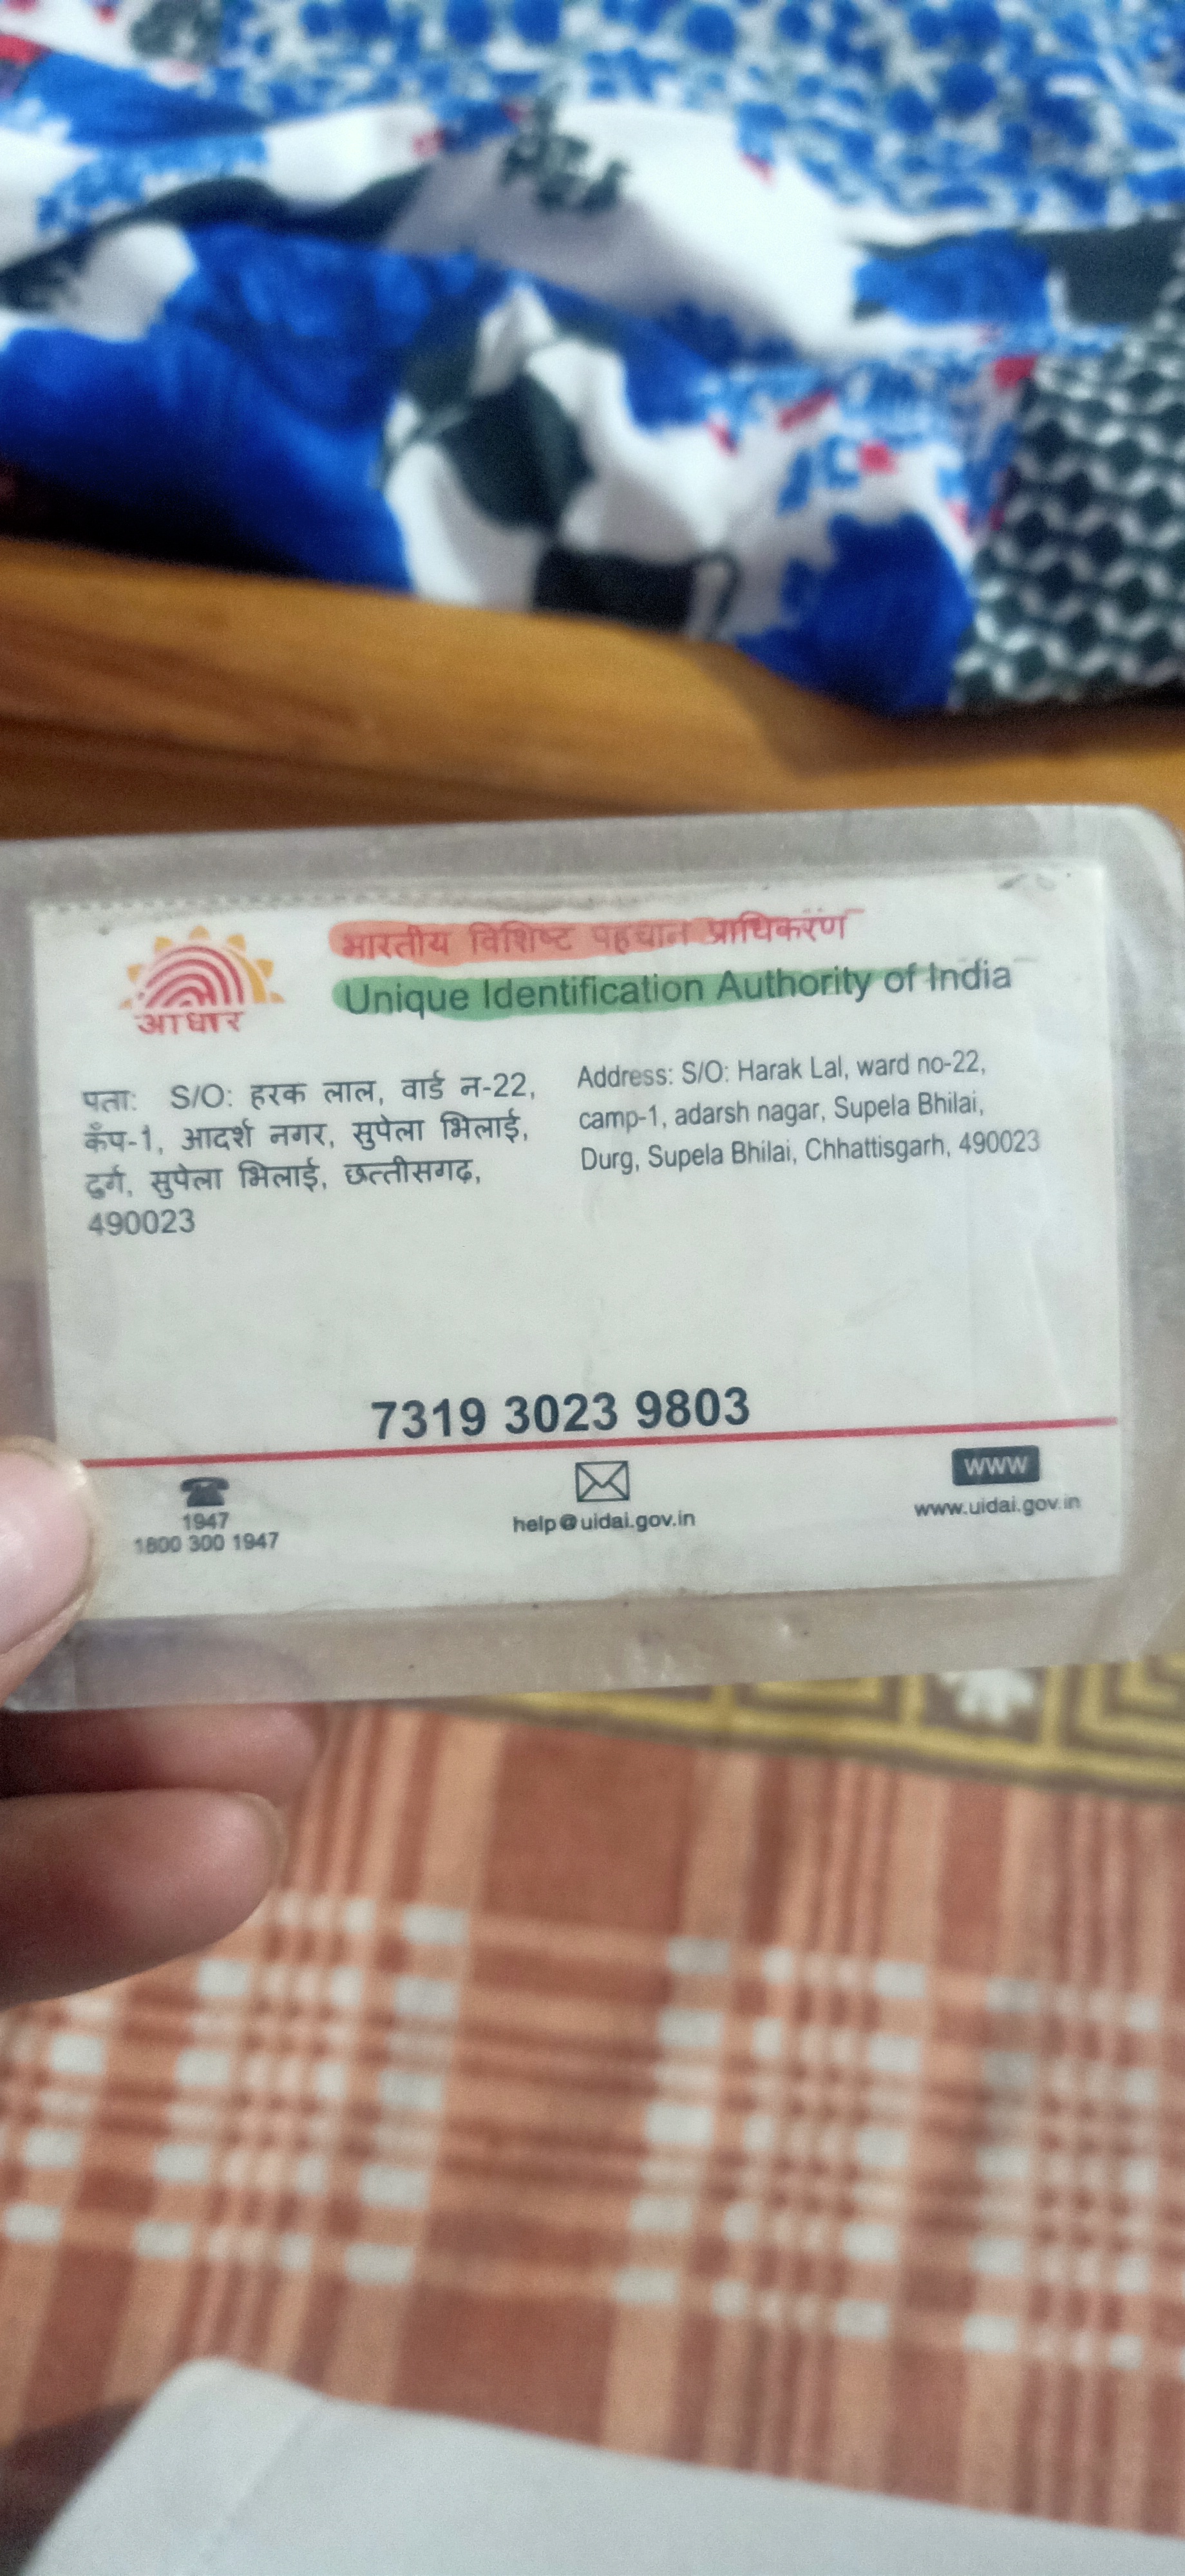 आधार
भारतीय विशिष्ट पहचान प्राधिकरण
Unique Identification Authority of India
पता: S/O: हरक लाल, वार्ड न-22,
कँप-1, आदर्श नगर, सुपेला भिलाई,
दुर्ग, सुपेला भिलाई, छत्तीसगढ़,
490023
Address: S/O: Harak Lal, ward no-22,
camp-1, adarsh nagar, Supela Bhilai,
Durg, Supela Bhilai, Chhattisgarh, 490023
7319 3023 9803
1947
1800 300 1947
help@uidai.gov.in
WWW
www.uidai.gov.in